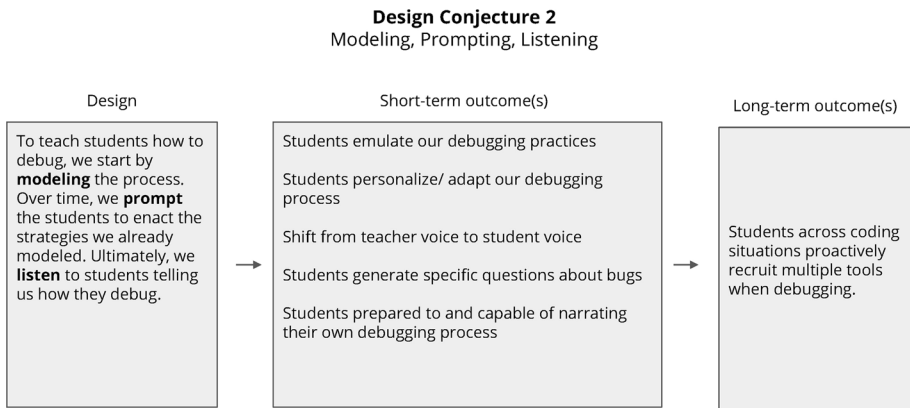 Design Conjecture 2
Modeling, Prompting, Listening
Design
To teach students how to
debug, we start by
modeling the process.
Over time, we prompt
the students to enact the
strategies we already
modeled. Ultimately, we
listen to students telling
us how they debug.
Short-term outcome(s)
Students emulate our debugging practices
Students personalize/ adapt our debugging
process
Shift from teacher voice to student voice
Students generate specific questions about bugs
Students prepared to and capable of narrating
their own debugging process
Long-term outcome(s)
Students across coding
situations proactively
recruit multiple tools
when debugging.